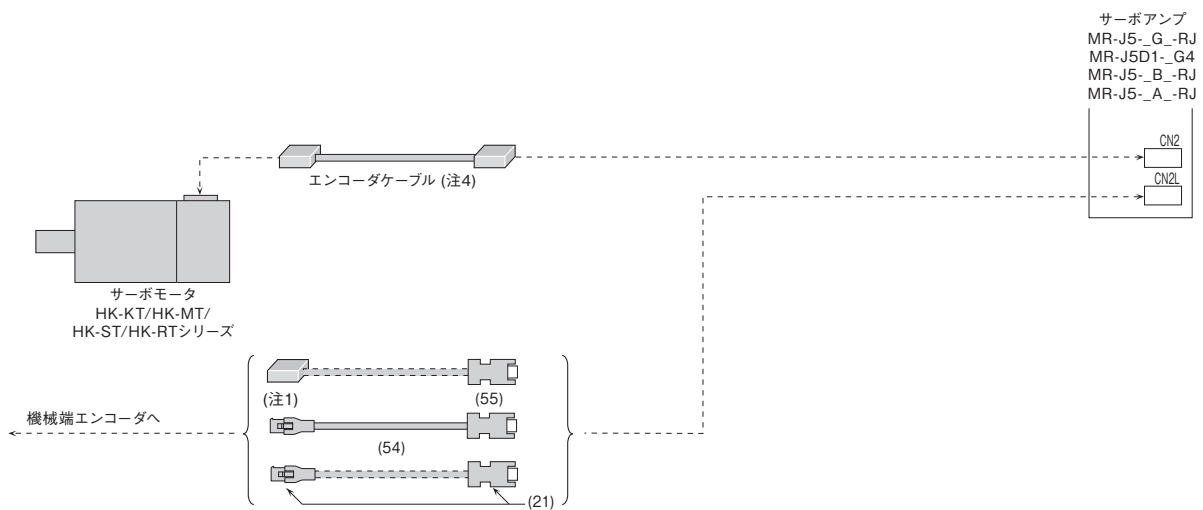 サーボアンプ
MR-J5-_G_-RJ
MR-J5D1-_G4
MR-J5-_B_-RJ
MR-J5-_A_-RJ
CN2
CN2L
エンコーダケーブル (注4)
サーボモータ
HK-KT/HK-MT/
HK-ST/HK-RTシリーズ
(注1)
(55)
機械端エンコーダへ
(54)
(21)